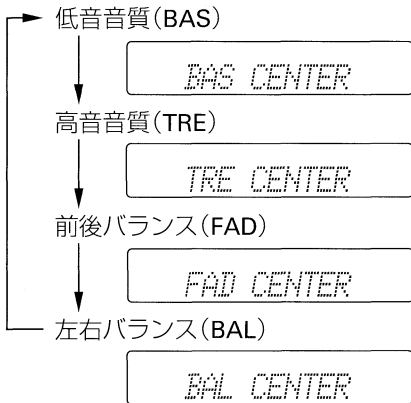 低音音質(BAS)
BAS CENTER
高音音質(TRE)
TRE CENTER
前後バランス(FAD)
FAD CENTER
左右バランス(BAL)
BAL CENTER